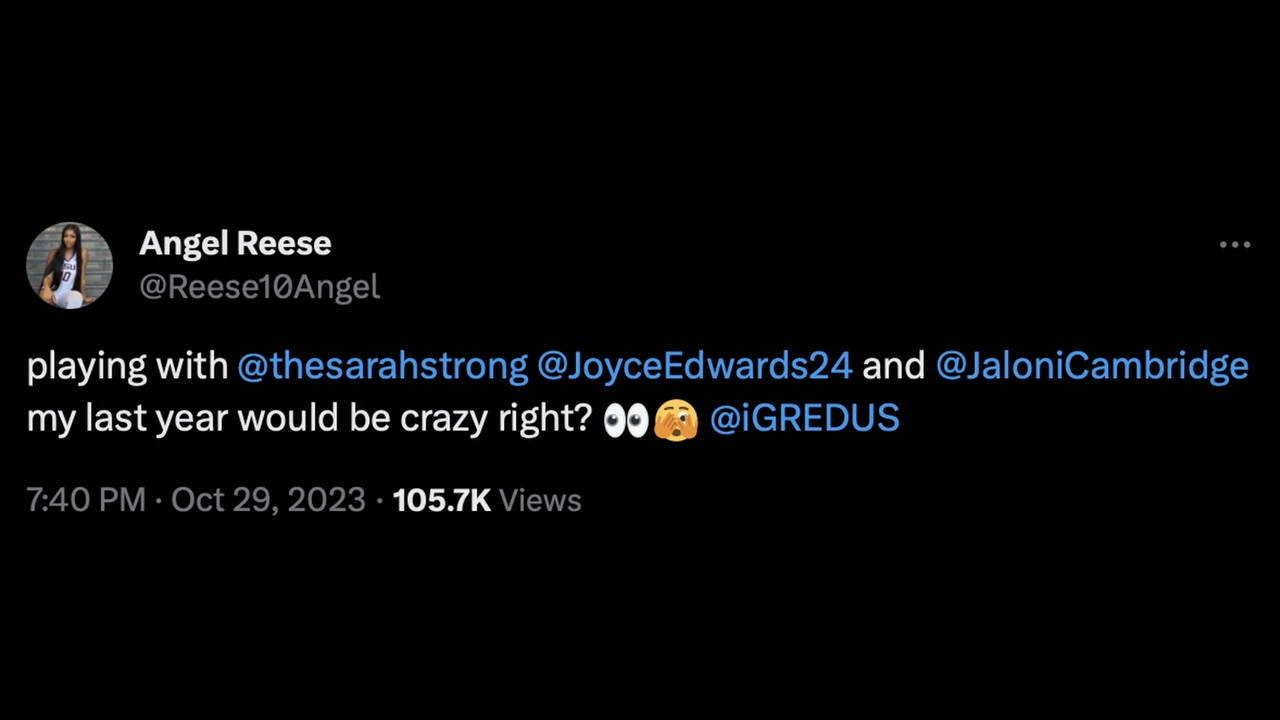 Angel Reese
@Reese10Angel
playing with @thesarahstrong @JoyceEdwards24 and @JaloniCambridge
my last year would be crazy right? 👀🫣 @iGREDUS
7:40 PM · Oct 29, 2023 · 105.7K Views